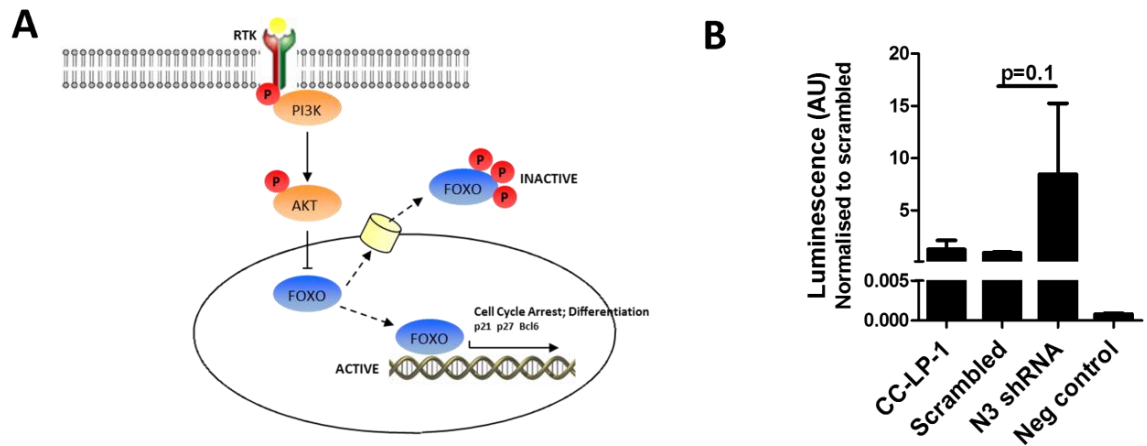 A
RTK
P
PI3K
P
AKT
P
P
P
FOXO
INACTIVE
FOXO
Cell Cycle Arrest; Differentiation
p21 p27 Bcl6
FOXO
ACTIVE
B
Luminescence (AU)
Normalised to scrambled
20
15
10
5
0.005
0.000
p=0.1
CC-LP-1
Scrambled
N3 shRNA
Neg control